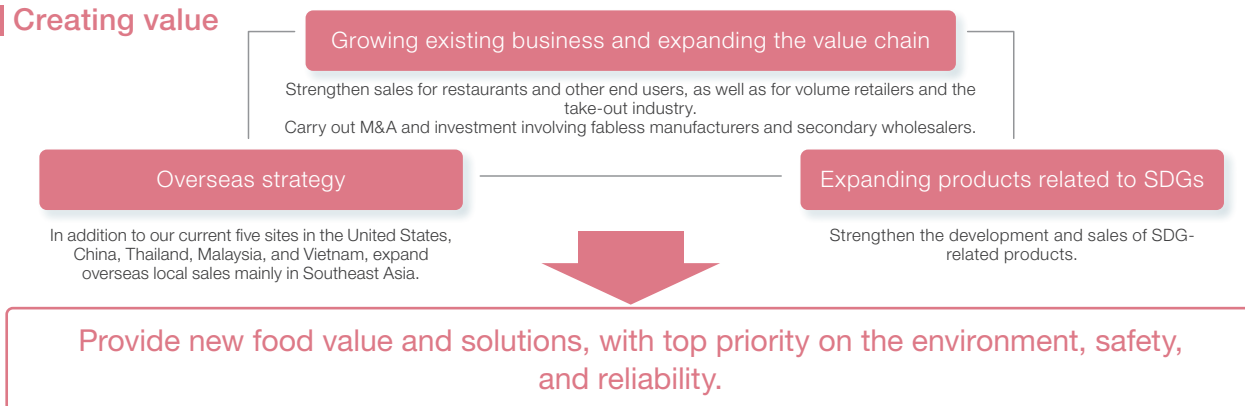 Creating value
Growing existing business and expanding the value chain
Strengthen sales for restaurants and other end users, as well as for volume retailers and the
take-out industry.
Carry out M&A and investment involving fabless manufacturers and secondary wholesalers.
Overseas strategy
In addition to our current five sites in the United States,
China, Thailand, Malaysia, and Vietnam, expand
overseas local sales mainly in Southeast Asia.
Expanding products related to SDGs
Strengthen the development and sales of SDG-
related products.
Provide new food value and solutions, with top priority on the environment, safety,
and reliability.